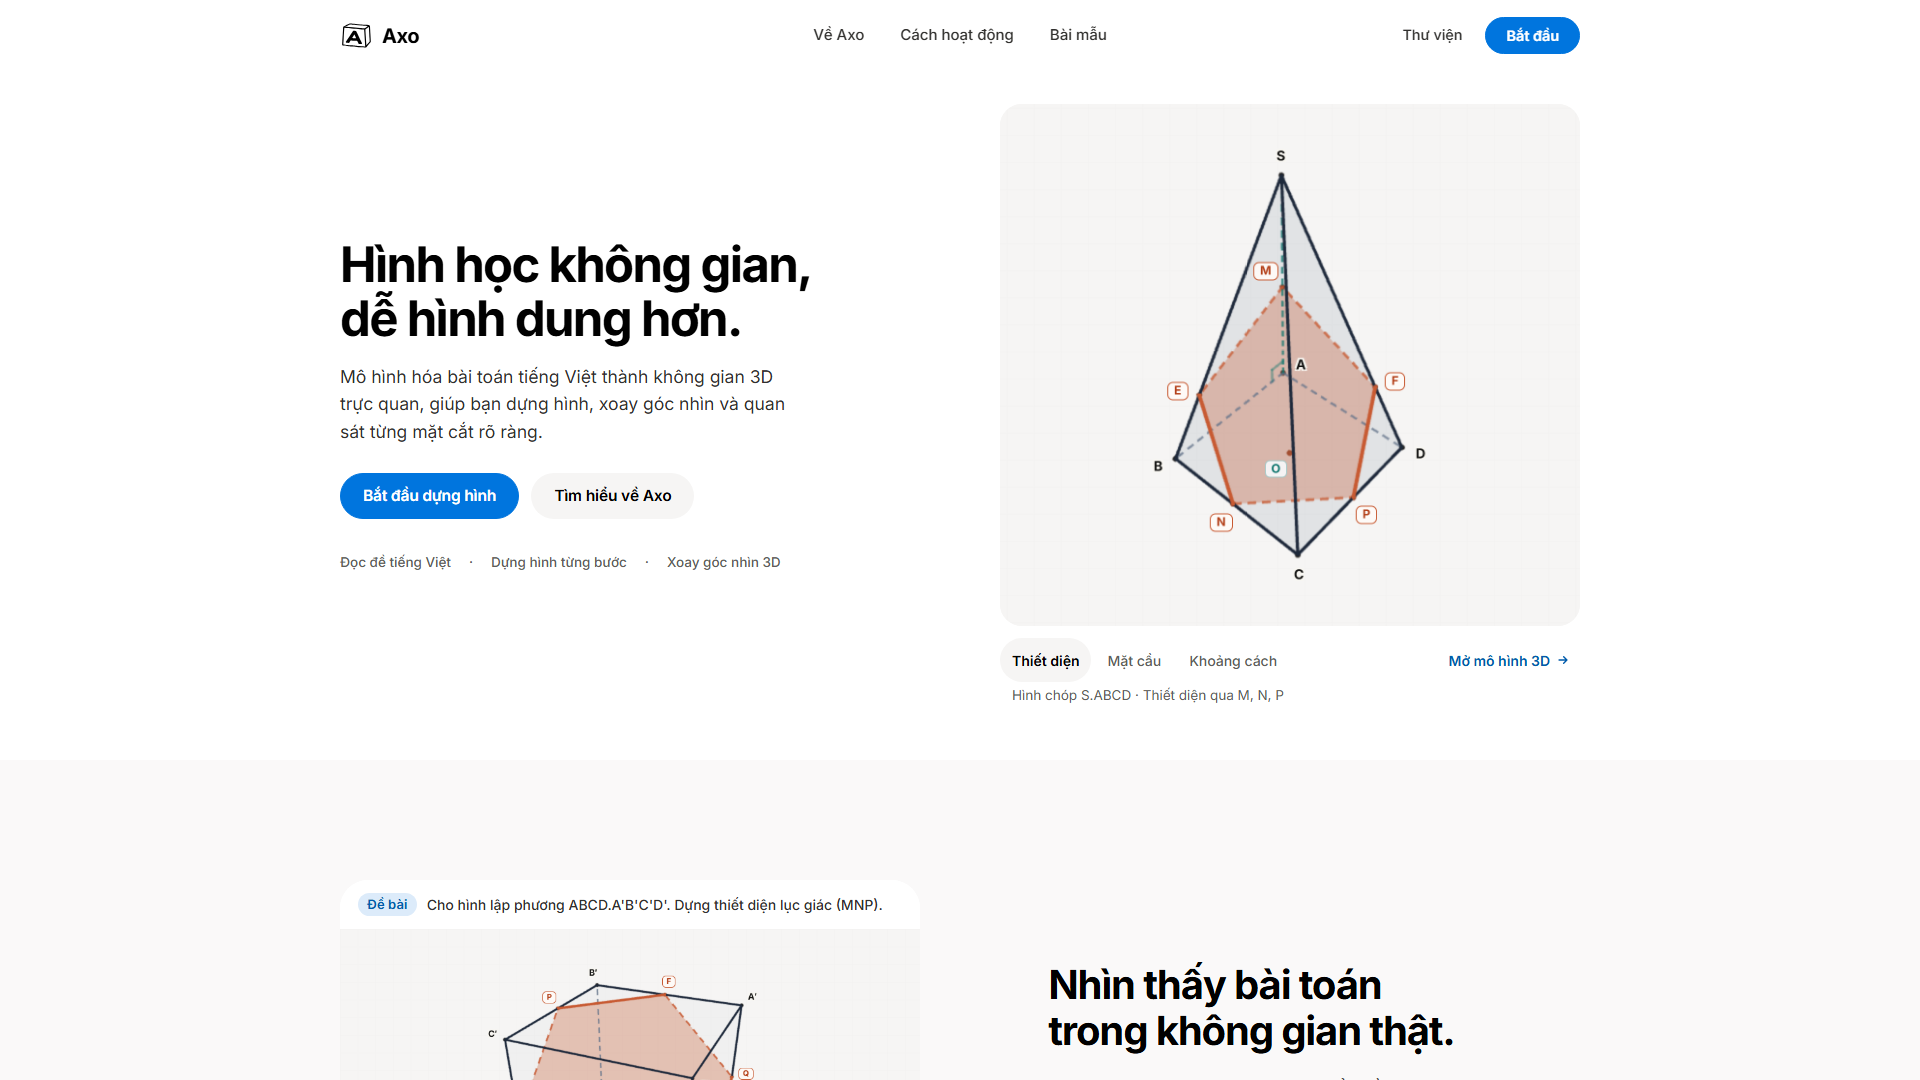 Axo
Về Axo
Cách hoạt động
Bài mẫu
Thư viện
Bắt đầu
Hình học không gian,
dễ hình dung hơn.
Mô hình hóa bài toán tiếng Việt thành không gian 3D
trực quan, giúp bạn dựng hình, xoay góc nhìn và quan
sát từng mặt cắt rõ ràng.
Bắt đầu dựng hình
Tìm hiểu về Axo
Đọc đề tiếng Việt · Dựng hình từng bước · Xoay góc nhìn 3D
S
M
A
E
F
B
D
O
N
P
C
Thiết diện
Mặt cầu
Khoảng cách
Mở mô hình 3D →
Hình chóp S.ABCD · Thiết diện qua M, N, P
Đề bài
Cho hình lập phương ABCD.A'B'C'D'. Dựng thiết diện lục giác (MNP).
B'
F
P
A'
C'
Q
Nhìn thấy bài toán
trong không gian thật.